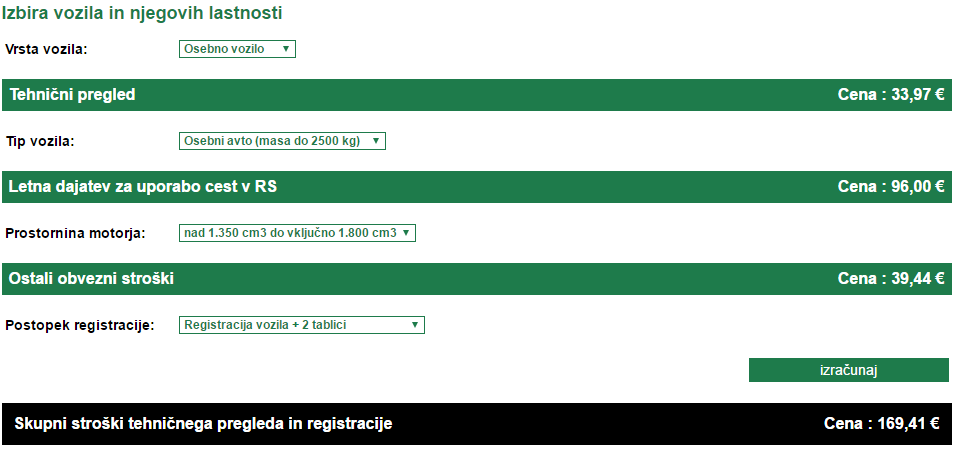 Izbira vozila in njegovih lastnosti
Vrsta vozila: Osebno vozilo
Tehnični pregled Cena : 33,97 €
Tip vozila: Osebni avto (masa do 2500 kg)
Letna dajatev za uporabo cest v RS Cena : 96,00 €
Prostornina motorja: nad 1.350 cm3 do vključno 1.800 cm3
Ostali obvezni stroški Cena : 39,44 €
Postopek registracije: Registracija vozila + 2 tablici
izračunaj
Skupni stroški tehničnega pregleda in registracije Cena : 169,41 €